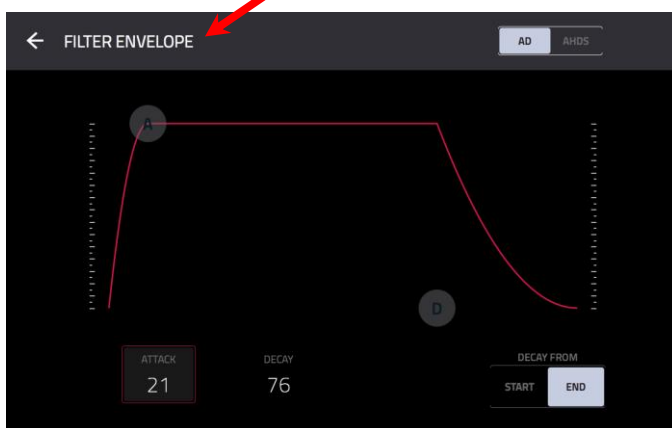 FILTER ENVELOPE
AD AHDS
A
D
ATTACK DECAY DECAY FROM
21 76 START END